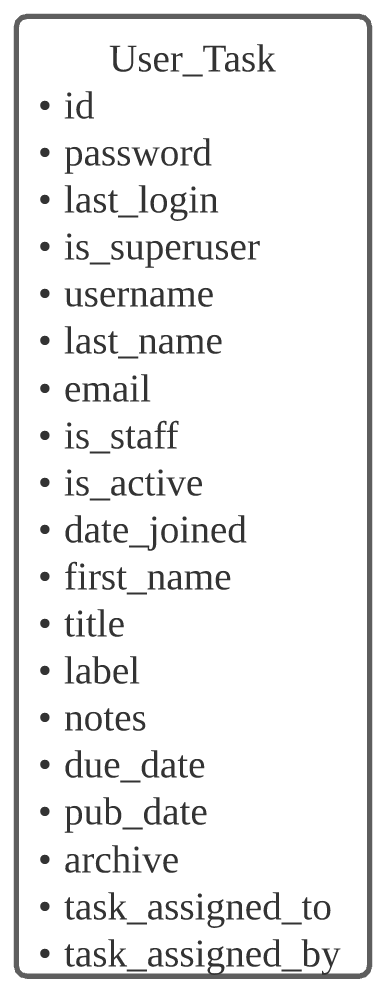 User_Task
• id
• password
• last_login
• is_superuser
• username
• last_name
• email
• is_staff
• is_active
• date_joined
• first_name
• title
• label
• notes
• due_date
• pub_date
• archive
• task_assigned_to
• task_assigned_by